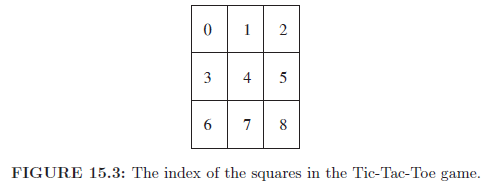 0 1 2
3 4 5
6 7 8
FIGURE 15.3: The index of the squares in the Tic-Tac-Toe game.